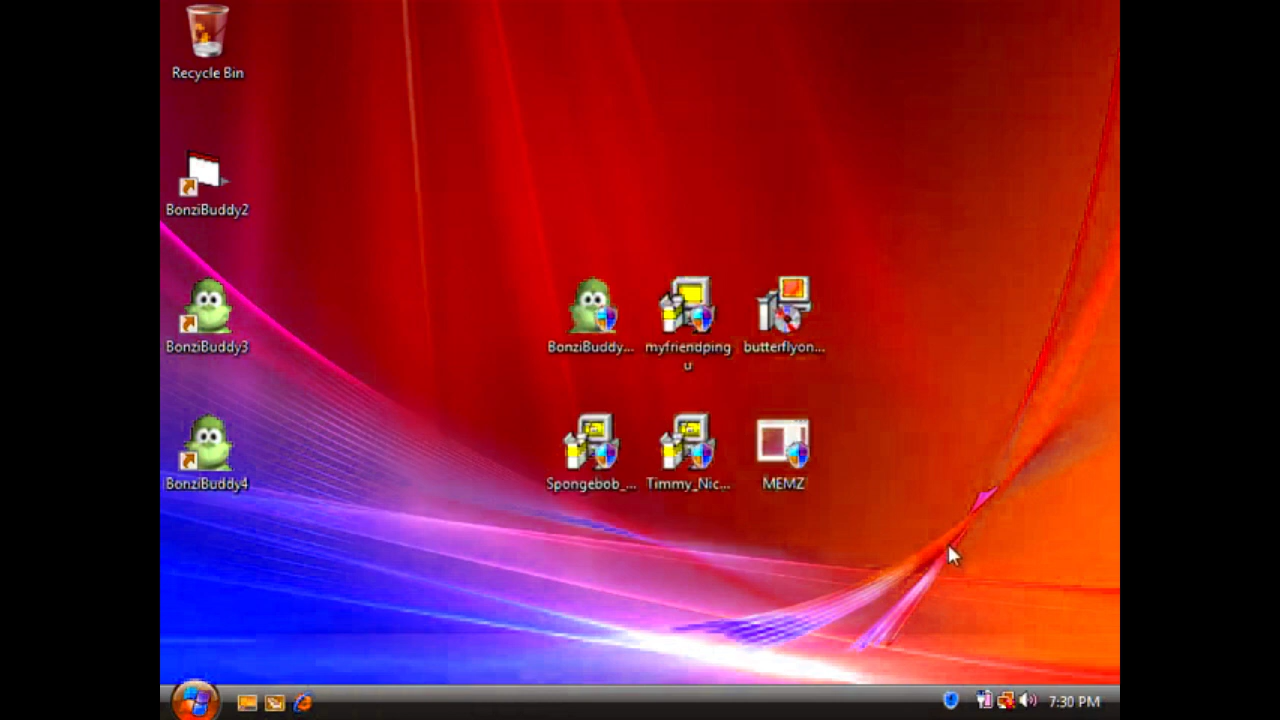 Recycle Bin
BonziBuddy2
BonziBuddy3
BonziBuddy...
myfriendping
u
butterflyon...
BonziBuddy4
Spongebob_...
Timmy_Nic...
MEMZ
7:30 PM